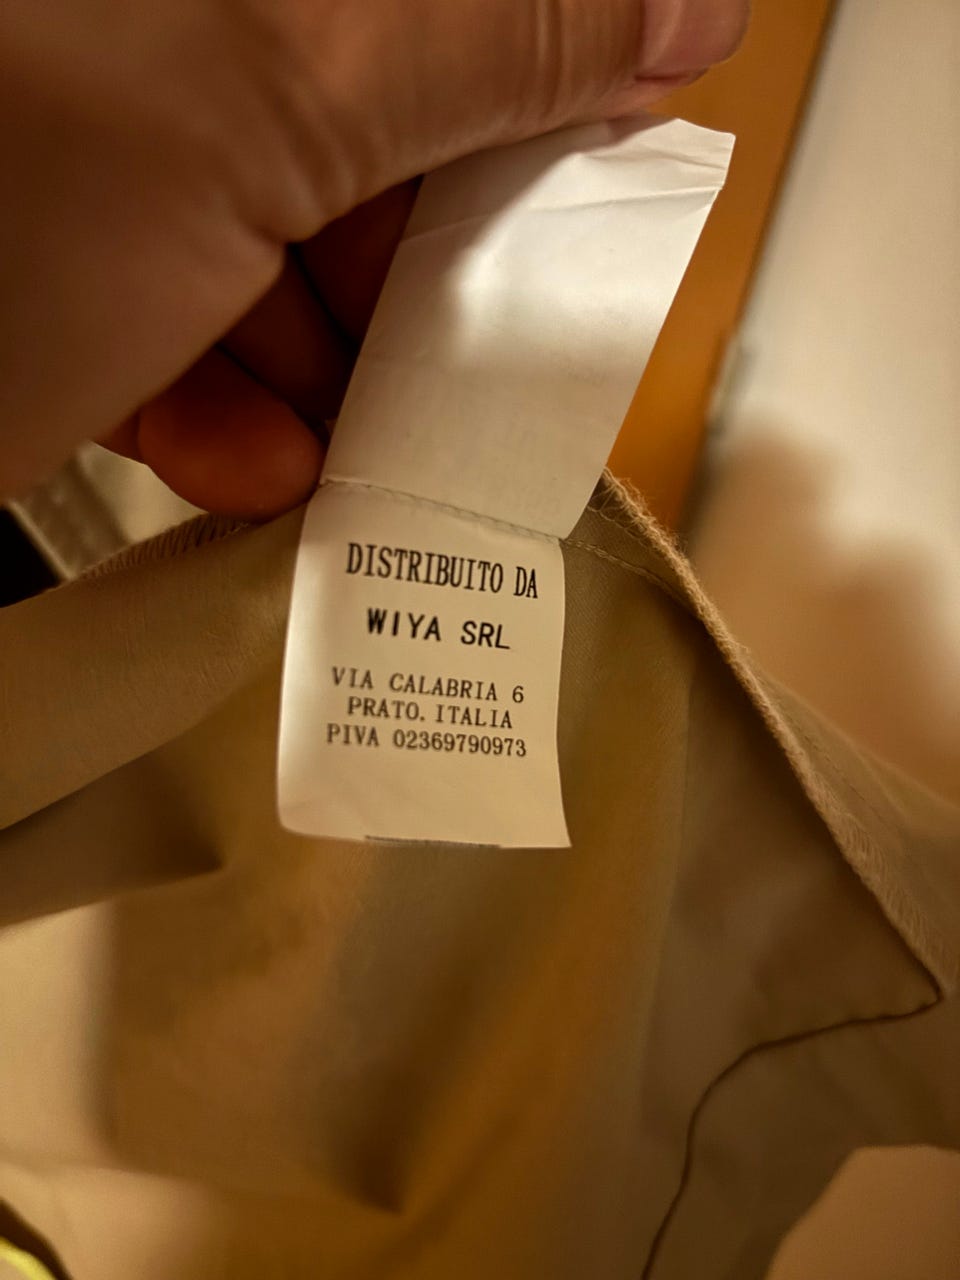 DISTRIBUITO DA
WIYA SRL
VIA CALABRIA 6
PRATO. ITALIA
PIVA 02369790973